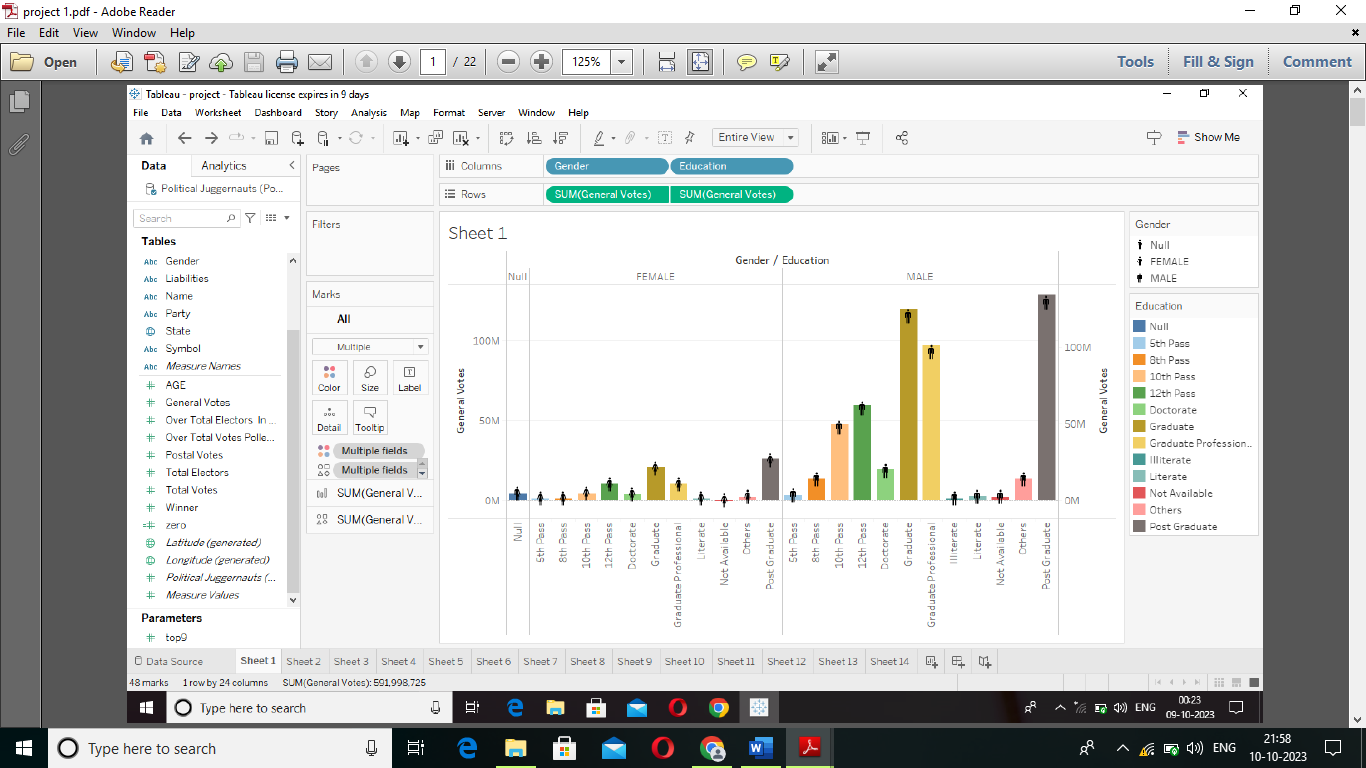 project 1.pdf - Adobe Reader
File Edit View Window Help
Open 1 / 22 125% Tools Fill & Sign Comment
Tableau - project - Tableau license expires in 9 days
File Data Worksheet Dashboard Story Analysis Map Format Server Window Help
Entire View Show Me
Data Analytics
Political Juggernauts (Po...
Search
Tables
Abc Gender
Abc Liabilities
Abc Name
Abc Party
State
Abc Symbol
Abc Measure Names
# AGE
# General Votes
# Over Total Electors In ...
# Over Total Votes Polle...
# Postal Votes
# Total Electors
# Total Votes
# Winner
# zero
Latitude (generated)
Longitude (generated)
# Political Juggernauts (...
# Measure Values
Parameters
# top9
Pages
Filters
Marks
All
Multiple
Color Size Label
Detail Tooltip
Multiple fields
Multiple fields
SUM(General V...
SUM(General V...
Columns Gender Education
Rows SUM(General Votes) SUM(General Votes)
Sheet 1
Gender / Education
Null FEMALE MALE
General Votes
100M
50M
0M
General Votes
100M
50M
0M
Null
5th Pass
8th Pass
10th Pass
12th Pass
Doctorate
Graduate
Graduate Professional
Literate
Not Available
Others
Post Graduate
5th Pass
8th Pass
10th Pass
12th Pass
Doctorate
Graduate
Graduate Professional
Illiterate
Literate
Not Available
Others
Post Graduate
Gender
Null
FEMALE
MALE
Education
Null
5th Pass
8th Pass
10th Pass
12th Pass
Doctorate
Graduate
Graduate Profession...
Illiterate
Literate
Not Available
Others
Post Graduate
Data Source Sheet 1 Sheet 2 Sheet 3 Sheet 4 Sheet 5 Sheet 6 Sheet 7 Sheet 8 Sheet 9 Sheet 10 Sheet 11 Sheet 12 Sheet 13 Sheet 14
48 marks 1 row by 24 columns SUM(General Votes): 591,998,725
Type here to search ENG 00:23
09-10-2023
Type here to search ENG 21:58
10-10-2023